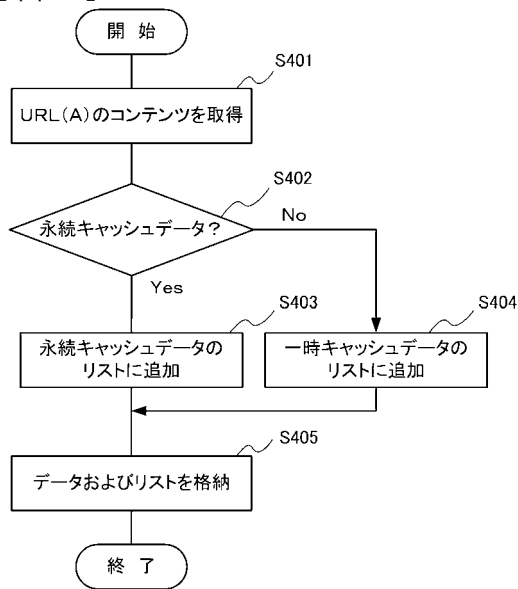 開 始
S401
URL(A)のコンテンツを取得
S402
永続キャッシュデータ?
No
Yes
S403
永続キャッシュデータの
リストに追加
S404
一時キャッシュデータの
リストに追加
S405
データおよびリストを格納
終 了